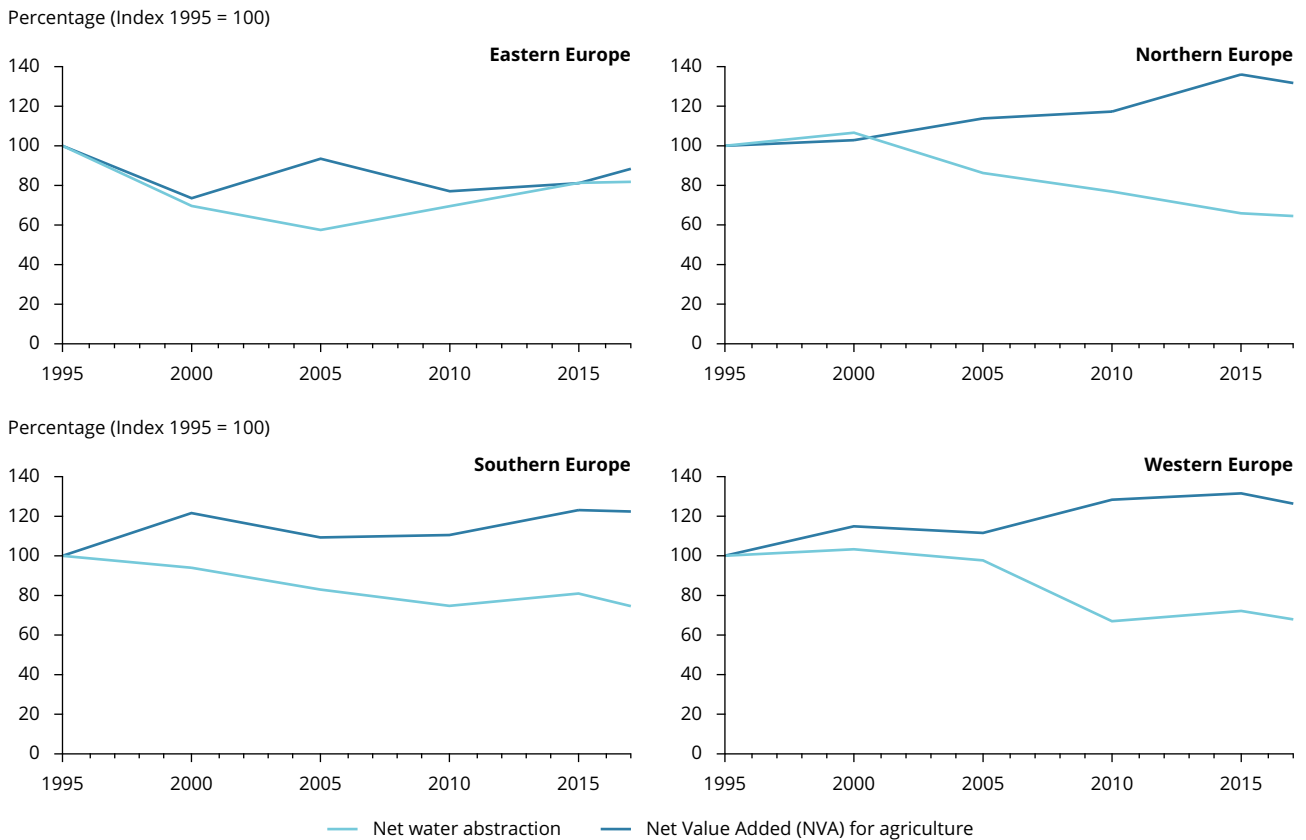 Percentage (Index 1995 = 100)
Eastern Europe
140
120
100
80
60
40
20
0
1995 2000 2005 2010 2015
Northern Europe
140
120
100
80
60
40
20
0
1995 2000 2005 2010 2015
Percentage (Index 1995 = 100)
Southern Europe
140
120
100
80
60
40
20
0
1995 2000 2005 2010 2015
Western Europe
140
120
100
80
60
40
20
0
1995 2000 2005 2010 2015
Net water abstraction Net Value Added (NVA) for agriculture